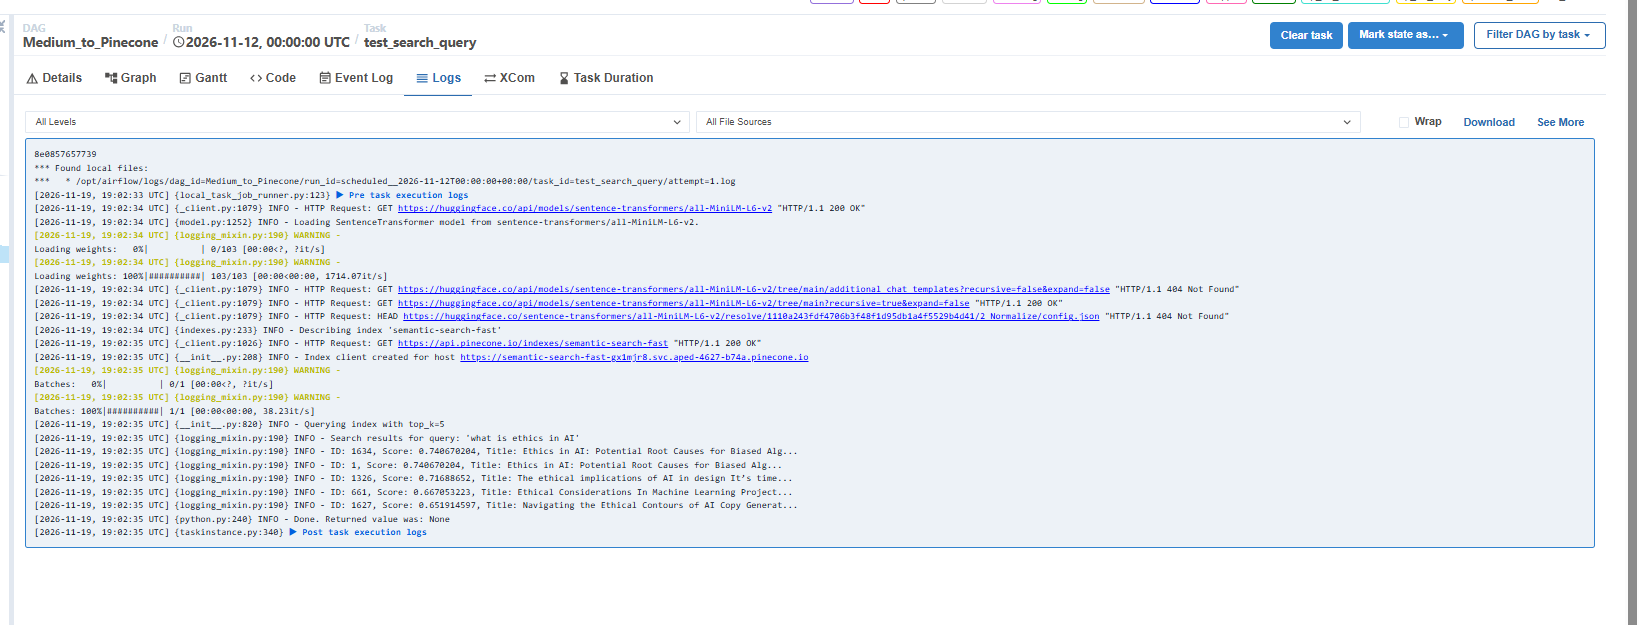 DAG
Medium_to_Pinecone
/
Run
2026-11-12, 00:00:00 UTC
/
Task
test_search_query
Clear task
Mark state as...
Filter DAG by task
Details
Graph
Gantt
Code
Event Log
Logs
XCom
Task Duration
All Levels
All File Sources
Wrap
Download
See More
8e0857657739
*** Found local files:
***   * /opt/airflow/logs/dag_id=Medium_to_Pinecone/run_id=scheduled__2026-11-12T00:00:00+00:00/task_id=test_search_query/attempt=1.log
[2026-11-19, 19:02:33 UTC] {local_task_job_runner.py:123} ▶ Pre task execution logs
[2026-11-19, 19:02:34 UTC] {_client.py:1079} INFO - HTTP Request: GET https://huggingface.co/api/models/sentence-transformers/all-MiniLM-L6-v2 "HTTP/1.1 200 OK"
[2026-11-19, 19:02:34 UTC] {model.py:1252} INFO - Loading SentenceTransformer model from sentence-transformers/all-MiniLM-L6-v2.
[2026-11-19, 19:02:34 UTC] {logging_mixin.py:190} WARNING -
Loading weights:   0%|          | 0/103 [00:00<?, ?it/s]
[2026-11-19, 19:02:34 UTC] {logging_mixin.py:190} WARNING -
Loading weights: 100%|##########| 103/103 [00:00<00:00, 1714.07it/s]
[2026-11-19, 19:02:34 UTC] {_client.py:1079} INFO - HTTP Request: GET https://huggingface.co/api/models/sentence-transformers/all-MiniLM-L6-v2/tree/main/additional_chat_templates?recursive=false&expand=false "HTTP/1.1 404 Not Found"
[2026-11-19, 19:02:34 UTC] {_client.py:1079} INFO - HTTP Request: GET https://huggingface.co/api/models/sentence-transformers/all-MiniLM-L6-v2/tree/main?recursive=true&expand=false "HTTP/1.1 200 OK"
[2026-11-19, 19:02:34 UTC] {_client.py:1079} INFO - HTTP Request: HEAD https://huggingface.co/sentence-transformers/all-MiniLM-L6-v2/resolve/1110a243fdf4706b3f48f1d95db1a4f5529b4d41/2_Normalize/config.json "HTTP/1.1 404 Not Found"
[2026-11-19, 19:02:34 UTC] {indexes.py:233} INFO - Describing index 'semantic-search-fast'
[2026-11-19, 19:02:35 UTC] {_client.py:1026} INFO - HTTP Request: GET https://api.pinecone.io/indexes/semantic-search-fast "HTTP/1.1 200 OK"
[2026-11-19, 19:02:35 UTC] {__init__.py:208} INFO - Index client created for host https://semantic-search-fast-gx1mjr8.svc.aped-4627-b74a.pinecone.io
[2026-11-19, 19:02:35 UTC] {logging_mixin.py:190} WARNING -
Batches:   0%|          | 0/1 [00:00<?, ?it/s]
[2026-11-19, 19:02:35 UTC] {logging_mixin.py:190} WARNING -
Batches: 100%|##########| 1/1 [00:00<00:00, 38.23it/s]
[2026-11-19, 19:02:35 UTC] {__init__.py:820} INFO - Querying index with top_k=5
[2026-11-19, 19:02:35 UTC] {logging_mixin.py:190} INFO - Search results for query: 'what is ethics in AI'
[2026-11-19, 19:02:35 UTC] {logging_mixin.py:190} INFO - ID: 1634, Score: 0.740670204, Title: Ethics in AI: Potential Root Causes for Biased Alg...
[2026-11-19, 19:02:35 UTC] {logging_mixin.py:190} INFO - ID: 1, Score: 0.740670204, Title: Ethics in AI: Potential Root Causes for Biased Alg...
[2026-11-19, 19:02:35 UTC] {logging_mixin.py:190} INFO - ID: 1326, Score: 0.71688652, Title: The ethical implications of AI in design It’s time...
[2026-11-19, 19:02:35 UTC] {logging_mixin.py:190} INFO - ID: 661, Score: 0.667053223, Title: Ethical Considerations In Machine Learning Project...
[2026-11-19, 19:02:35 UTC] {logging_mixin.py:190} INFO - ID: 1627, Score: 0.651914597, Title: Navigating the Ethical Contours of AI Copy Generat...
[2026-11-19, 19:02:35 UTC] {python.py:240} INFO - Done. Returned value was: None
[2026-11-19, 19:02:35 UTC] {taskinstance.py:340} ▶ Post task execution logs